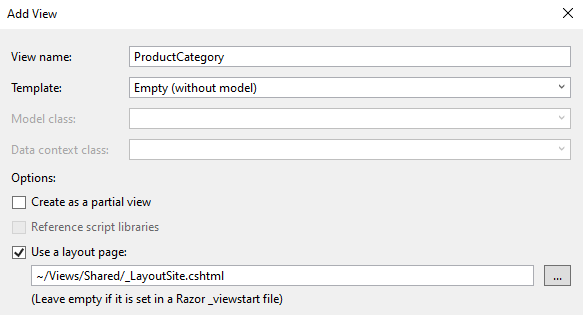 Add View
View name: ProductCategory
Template: Empty (without model)
Model class:
Data context class:
Options:
Create as a partial view
Reference script libraries
Use a layout page:
~/Views/Shared/_LayoutSite.cshtml ...
(Leave empty if it is set in a Razor _viewstart file)